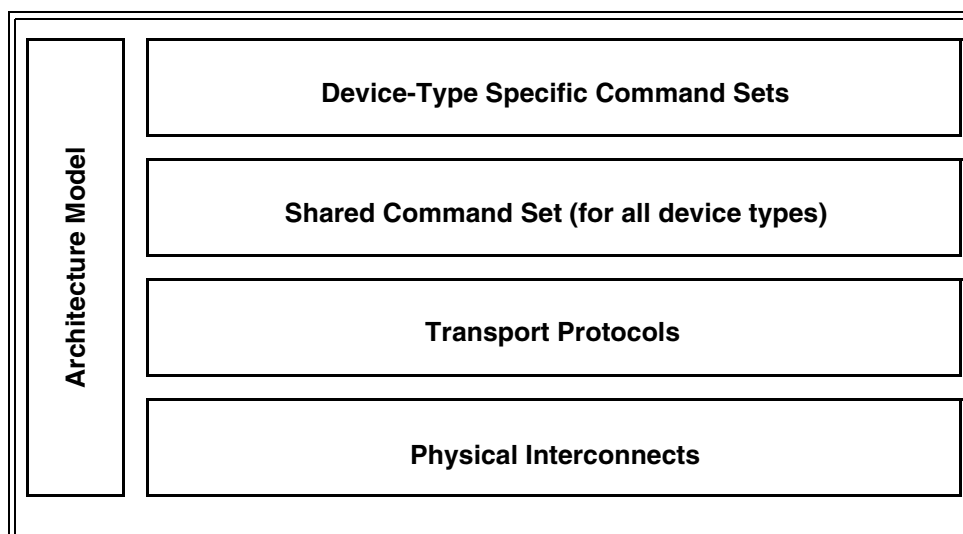 Architecture Model
Device-Type Specific Command Sets
Shared Command Set (for all device types)
Transport Protocols
Physical Interconnects